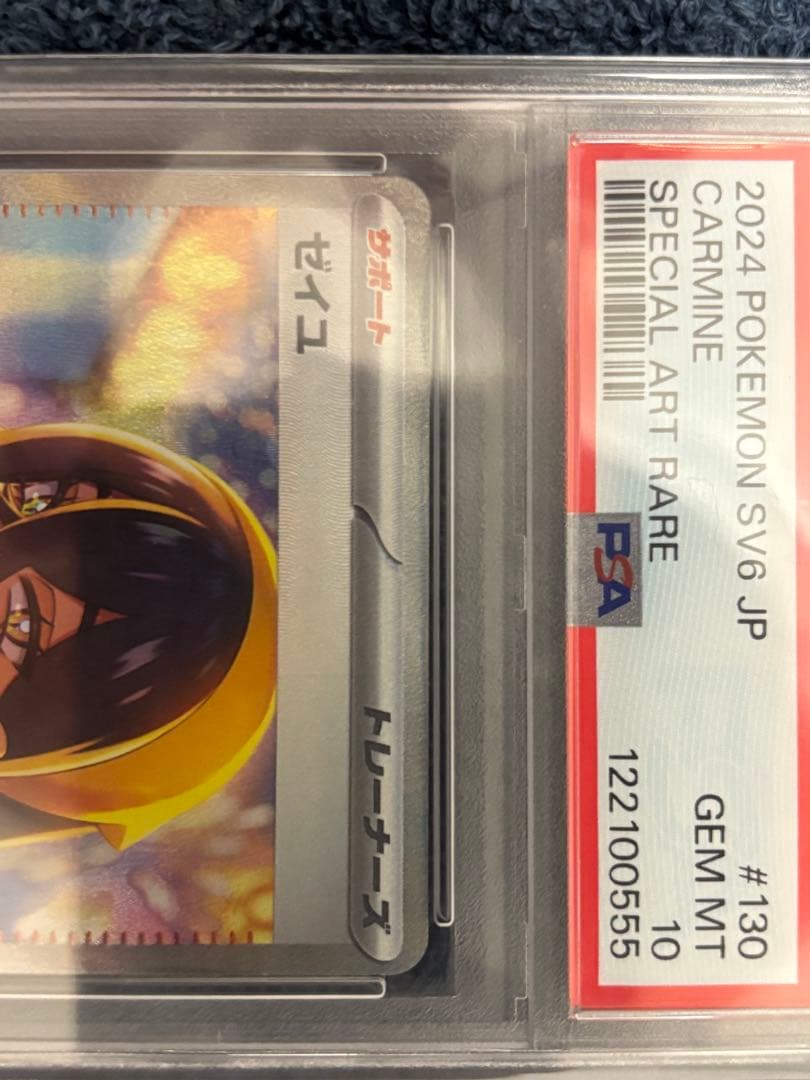 2024 POKEMON SV6 JP #130
CARMINE GEM MT
SPECIAL ART RARE 10
122100555
PSA
サポート トレーナーズ
ゼイユ